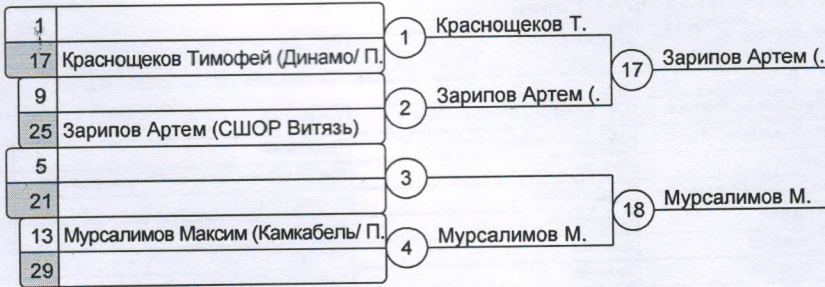 1
17 Краснощеков Тимофей (Динамо/ П.
9
25 Зарипов Артем (СШОР Витязь)
5
21
13 Мурсалимов Максим (Камкабель/ П.
29
1 Краснощеков Т.
2 Зарипов Артем (.
3
4 Мурсалимов М.
17 Зарипов Артем (.
18 Мурсалимов М.